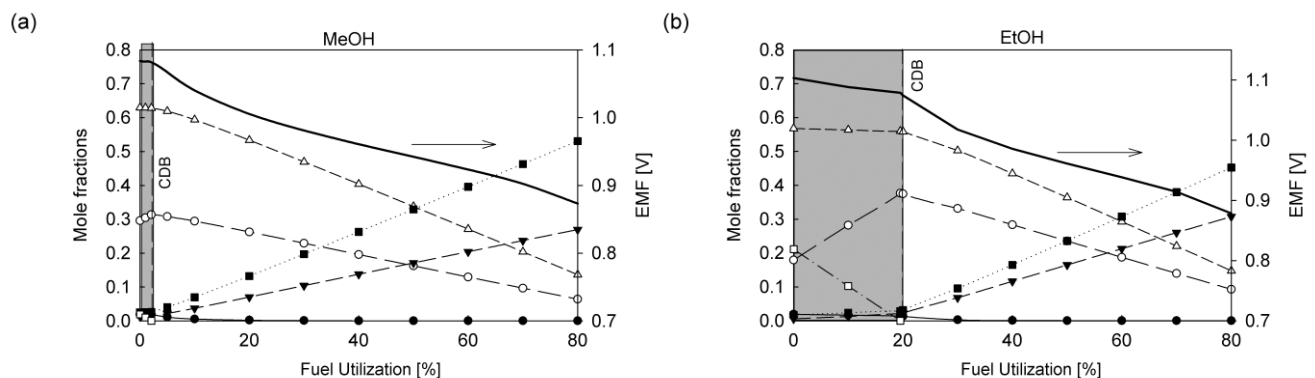 (a)
MeOH
0.8
0.7
0.6
0.5
0.4
0.3
0.2
0.1
0.0
Mole fractions
CDB
1.1
1.0
0.9
0.8
0.7
EMF [V]
0 20 40 60 80
Fuel Utilization [%]
(b)
EtOH
0.8
0.7
0.6
0.5
0.4
0.3
0.2
0.1
0.0
Mole fractions
CDB
1.1
1.0
0.9
0.8
0.7
EMF [V]
0 20 40 60 80
Fuel Utilization [%]